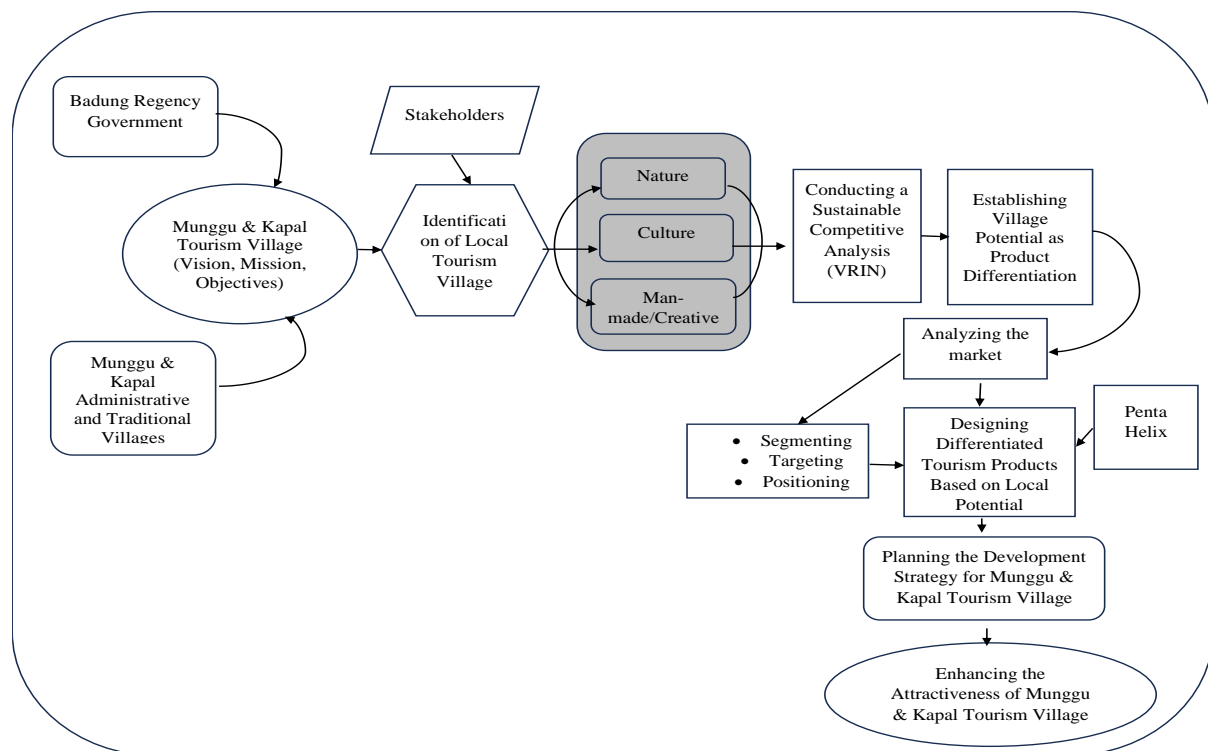 Badung Regency
Government
Stakeholders
Munggu & Kapal
Tourism Village
(Vision, Mission,
Objectives)
Munggu &
Kapal
Administrative
and Traditional
Villages
Identificati
on of Local
Tourism
Village
Nature
Culture
Man-
made/Creative
Conducting a
Sustainable
Competitive
Analysis
(VRIN)
Establishing
Village
Potential as
Product
Differentiation
Analyzing the
market
• Segmenting
• Targeting
• Positioning
Designing
Differentiated
Tourism Products
Based on Local
Potential
Penta
Helix
Planning the Development
Strategy for Munggu &
Kapal Tourism Village
Enhancing the
Attractiveness of Munggu
& Kapal Tourism Village